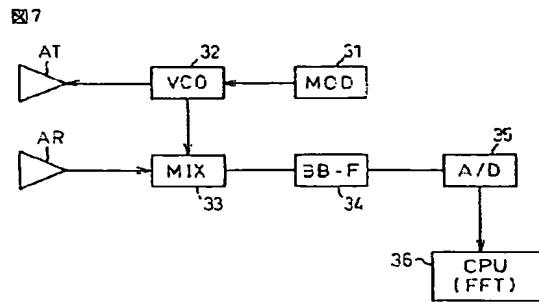 図7
AT
32
31
VCO
MOD
AR
35
MIX
BB-F
A/D
33
34
36
CPU
(FFT)